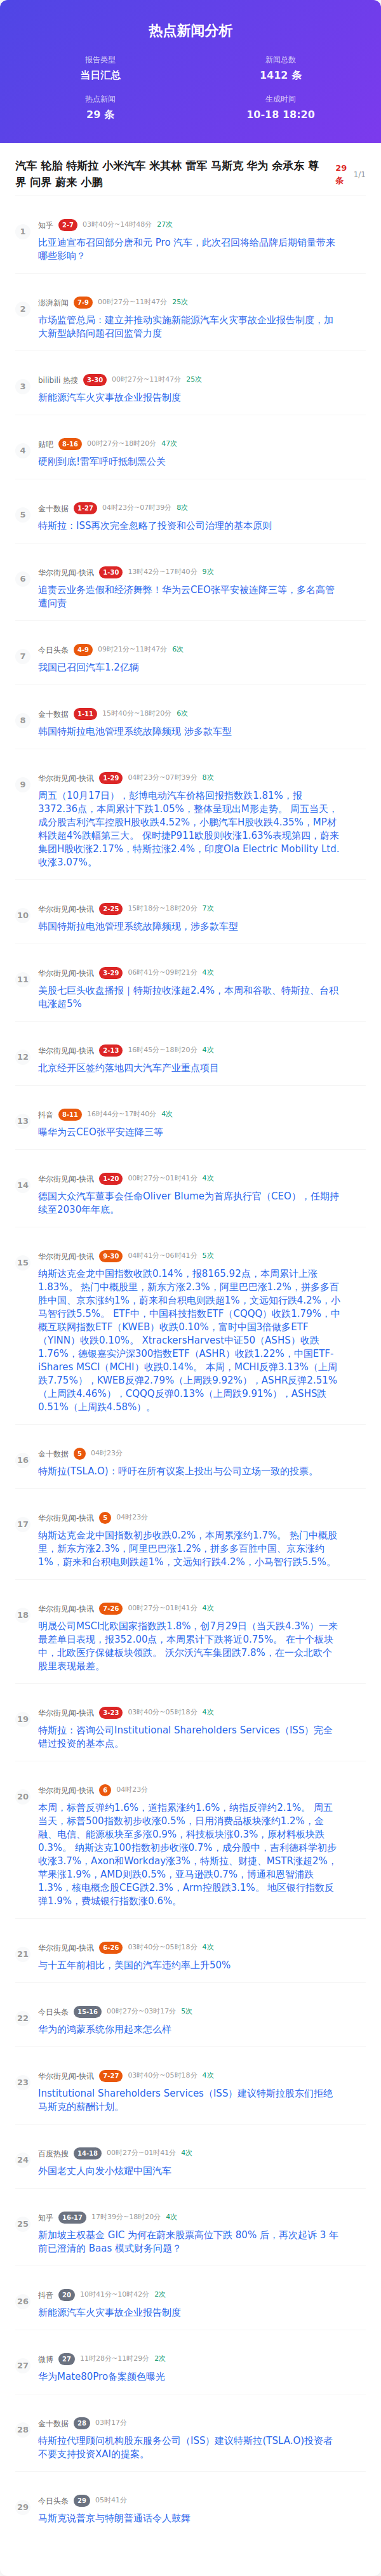 热点新闻分析
报告类型
当日汇总
新闻总数
1412 条
热点新闻
29 条
生成时间
10-18 18:20
汽车 轮胎 特斯拉 小米汽车 米其林 雷军 马斯克 华为 余承东 尊
界 问界 蔚来 小鹏
29
条
1/1
1
知乎 2-7 03时40分~14时48分 27次
比亚迪宣布召回部分唐和元 Pro 汽车，此次召回将给品牌后期销量带来
哪些影响？
2
澎湃新闻 7-9 00时27分~11时47分 25次
市场监管总局：建立并推动实施新能源汽车火灾事故企业报告制度，加
大新型缺陷问题召回监管力度
3
bilibili 热搜 3-30 00时27分~11时47分 25次
新能源汽车火灾事故企业报告制度
4
贴吧 8-16 00时27分~18时20分 47次
硬刚到底!雷军呼吁抵制黑公关
5
金十数据 1-27 04时23分~07时39分 8次
特斯拉：ISS再次完全忽略了投资和公司治理的基本原则
6
华尔街见闻-快讯 1-30 13时42分~17时40分 9次
追责云业务造假和经济舞弊！华为云CEO张平安被连降三等，多名高管
遭问责
7
今日头条 4-9 09时21分~11时47分 6次
我国已召回汽车1.2亿辆
8
金十数据 1-11 15时40分~18时20分 6次
韩国特斯拉电池管理系统故障频现 涉多款车型
9
华尔街见闻-快讯 1-29 04时23分~07时39分 8次
周五（10月17日），彭博电动汽车价格回报指数跌1.81%，报
3372.36点，本周累计下跌1.05%，整体呈现出M形走势。 周五当天，
成分股吉利汽车控股H股收跌4.52%，小鹏汽车H股收跌4.35%，MP材
料跌超4%跌幅第三大。 保时捷P911欧股则收涨1.63%表现第四，蔚来
集团H股收涨2.17%，特斯拉涨2.4%，印度Ola Electric Mobility Ltd.
收涨3.07%。
10
华尔街见闻-快讯 2-25 15时18分~18时20分 7次
韩国特斯拉电池管理系统故障频现，涉多款车型
11
华尔街见闻-快讯 3-29 06时41分~09时21分 4次
美股七巨头收盘播报｜特斯拉收涨超2.4%，本周和谷歌、特斯拉、台积
电涨超5%
12
华尔街见闻-快讯 2-13 16时45分~18时20分 4次
北京经开区签约落地四大汽车产业重点项目
13
抖音 8-11 16时44分~17时40分 4次
曝华为云CEO张平安连降三等
14
华尔街见闻-快讯 1-20 00时27分~01时41分 4次
德国大众汽车董事会任命Oliver Blume为首席执行官（CEO），任期持
续至2030年年底。
15
华尔街见闻-快讯 9-30 04时41分~06时41分 5次
纳斯达克金龙中国指数收跌0.14%，报8165.92点，本周累计上涨
1.83%。 热门中概股里，新东方涨2.3%，阿里巴巴涨1.2%，拼多多百
胜中国、京东涨约1%，蔚来和台积电则跌超1%，文远知行跌4.2%，小
马智行跌5.5%。 ETF中，中国科技指数ETF（CQQQ）收跌1.79%，中
概互联网指数ETF（KWEB）收跌0.10%，富时中国3倍做多ETF
（YINN）收跌0.10%。 XtrackersHarvest中证50（ASHS）收跌
1.76%，德银嘉实沪深300指数ETF（ASHR）收跌1.22%，中国ETF-
iShares MSCI（MCHI）收跌0.14%。 本周，MCHI反弹3.13%（上周
跌7.75%），KWEB反弹2.79%（上周跌9.92%），ASHR反弹2.51%
（上周跌4.46%），CQQQ反弹0.13%（上周跌9.91%），ASHS跌
0.51%（上周跌4.58%）。
16
金十数据 5 04时23分
特斯拉(TSLA.O)：呼吁在所有议案上投出与公司立场一致的投票。
17
华尔街见闻-快讯 5 04时23分
纳斯达克金龙中国指数初步收跌0.2%，本周累涨约1.7%。 热门中概股
里，新东方涨2.3%，阿里巴巴涨1.2%，拼多多百胜中国、京东涨约
1%，蔚来和台积电则跌超1%，文远知行跌4.2%，小马智行跌5.5%。
18
华尔街见闻-快讯 7-26 00时27分~01时41分 4次
明晟公司MSCI北欧国家指数跌1.8%，创7月29日（当天跌4.3%）一来
最差单日表现，报352.00点，本周累计下跌将近0.75%。 在十个板块
中，北欧医疗保健板块领跌。 沃尔沃汽车集团跌7.8%，在一众北欧个
股里表现最差。
19
华尔街见闻-快讯 3-23 03时40分~05时18分 4次
特斯拉：咨询公司Institutional Shareholders Services（ISS）完全
错过投资的基本点。
20
华尔街见闻-快讯 6 04时23分
本周，标普反弹约1.6%，道指累涨约1.6%，纳指反弹约2.1%。 周五
当天，标普500指数初步收涨0.5%，日用消费品板块涨约1.2%，金
融、电信、能源板块至多涨0.9%，科技板块涨0.3%，原材料板块跌
0.3%。 纳斯达克100指数初步收涨0.7%，成分股中，吉利德科学初步
收涨3.7%，Axon和Workday涨3%，特斯拉、财捷、MSTR涨超2%，
苹果涨1.9%，AMD则跌0.5%，亚马逊跌0.7%，博通和恩智浦跌
1.3%，核电概念股CEG跌2.3%，Arm控股跌3.1%。 地区银行指数反
弹1.9%，费城银行指数涨0.6%。
21
华尔街见闻-快讯 6-26 03时40分~05时18分 4次
与十五年前相比，美国的汽车违约率上升50%
22
今日头条 15-16 00时27分~03时17分 5次
华为的鸿蒙系统你用起来怎么样
23
华尔街见闻-快讯 7-27 03时40分~05时18分 4次
Institutional Shareholders Services（ISS）建议特斯拉股东们拒绝
马斯克的薪酬计划。
24
百度热搜 14-18 00时27分~01时41分 4次
外国老丈人向发小炫耀中国汽车
25
知乎 16-17 17时39分~18时20分 4次
新加坡主权基金 GIC 为何在蔚来股票高位下跌 80% 后，再次起诉 3 年
前已澄清的 Baas 模式财务问题？
26
抖音 20 10时41分~10时42分 2次
新能源汽车火灾事故企业报告制度
27
微博 27 11时28分~11时29分 2次
华为Mate80Pro备案颜色曝光
28
金十数据 28 03时17分
特斯拉代理顾问机构股东服务公司（ISS）建议特斯拉(TSLA.O)投资者
不要支持投资XAI的提案。
29
今日头条 29 05时41分
马斯克说普京与特朗普通话令人鼓舞